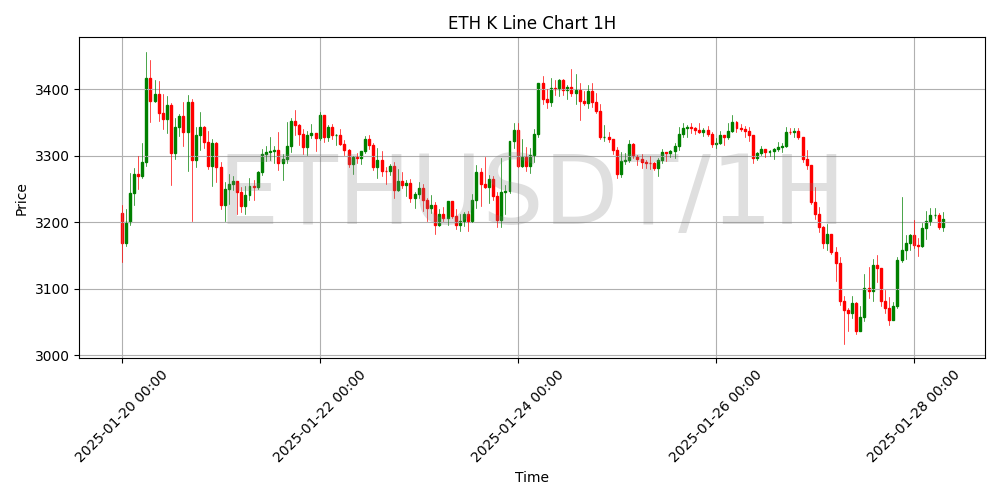 ETH K Line Chart 1H
Price
3400
3300
3200
3100
3000
ETHUSDT/1H
2025-01-20 00:00
2025-01-22 00:00
2025-01-24 00:00
2025-01-26 00:00
2025-01-28 00:00
Time